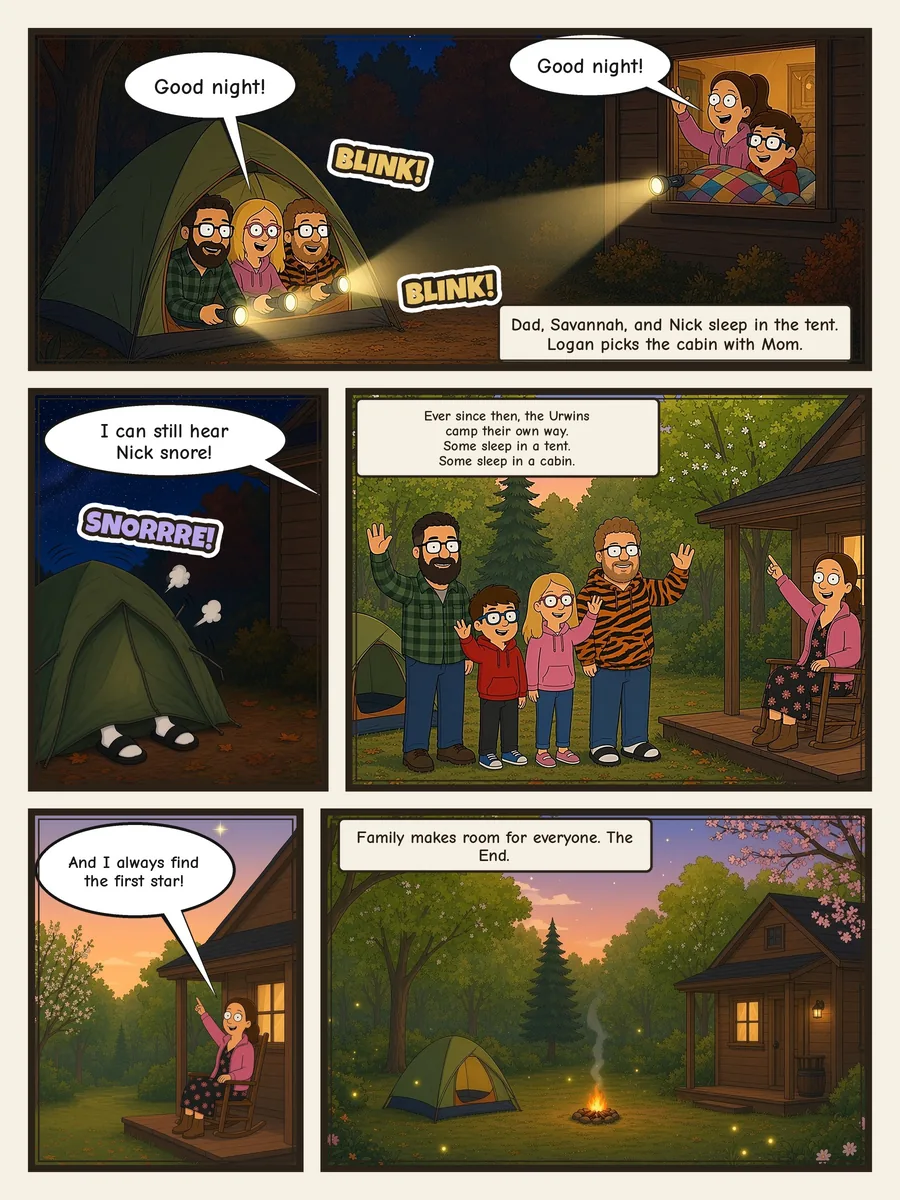 Good night!
Good night!
BLINK!
BLINK!
Dad, Savannah, and Nick sleep in the tent.
Logan picks the cabin with Mom.
I can still hear
Nick snore!
SNORRRE!
Ever since then, the Urwins
camp their own way.
Some sleep in a tent.
Some sleep in a cabin.
And I always find
the first star!
Family makes room for everyone. The
End.